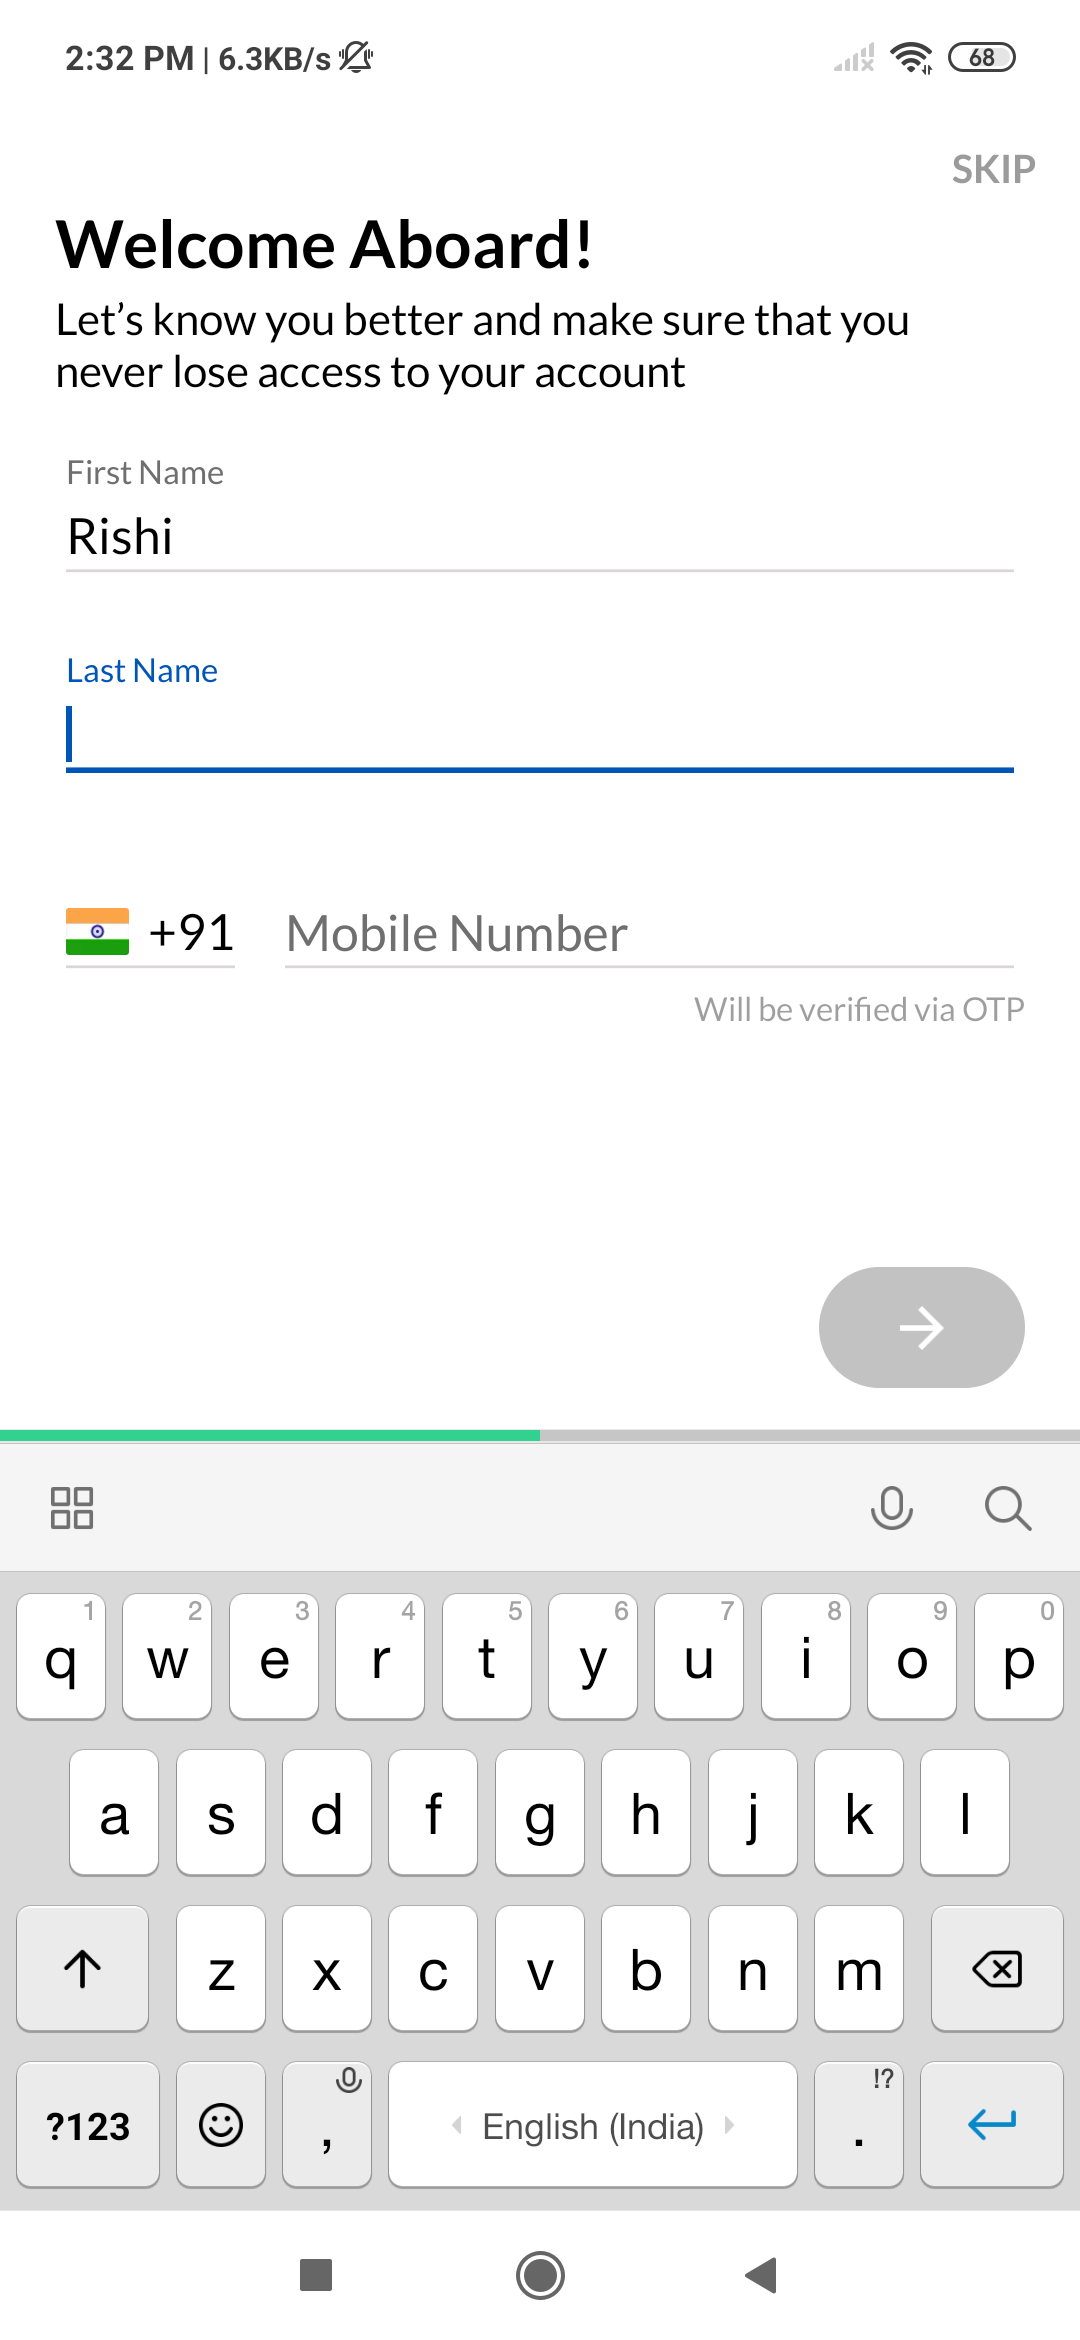 2:32 PM | 6.3KB/s
68
SKIP
Welcome Aboard!
Let’s know you better and make sure that you
never lose access to your account
First Name
Rishi
Last Name
+91 Mobile Number
Will be verified via OTP
1 2 3 4 5 6 7 8 9 0
q w e r t y u i o p
a s d f g h j k l
z x c v b n m
!?
?123 , English (India) .